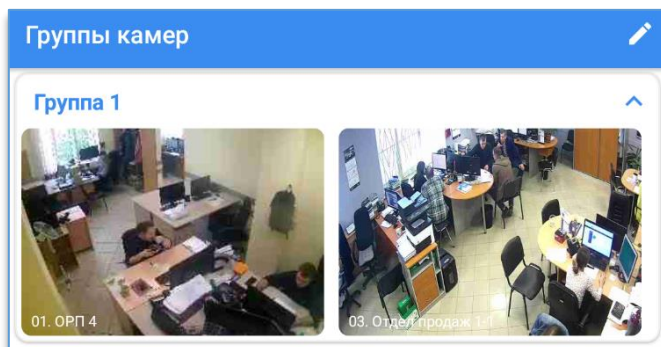 Группы камер
Группа 1
01. ОРП 4
03. Отдел продаж 1-1